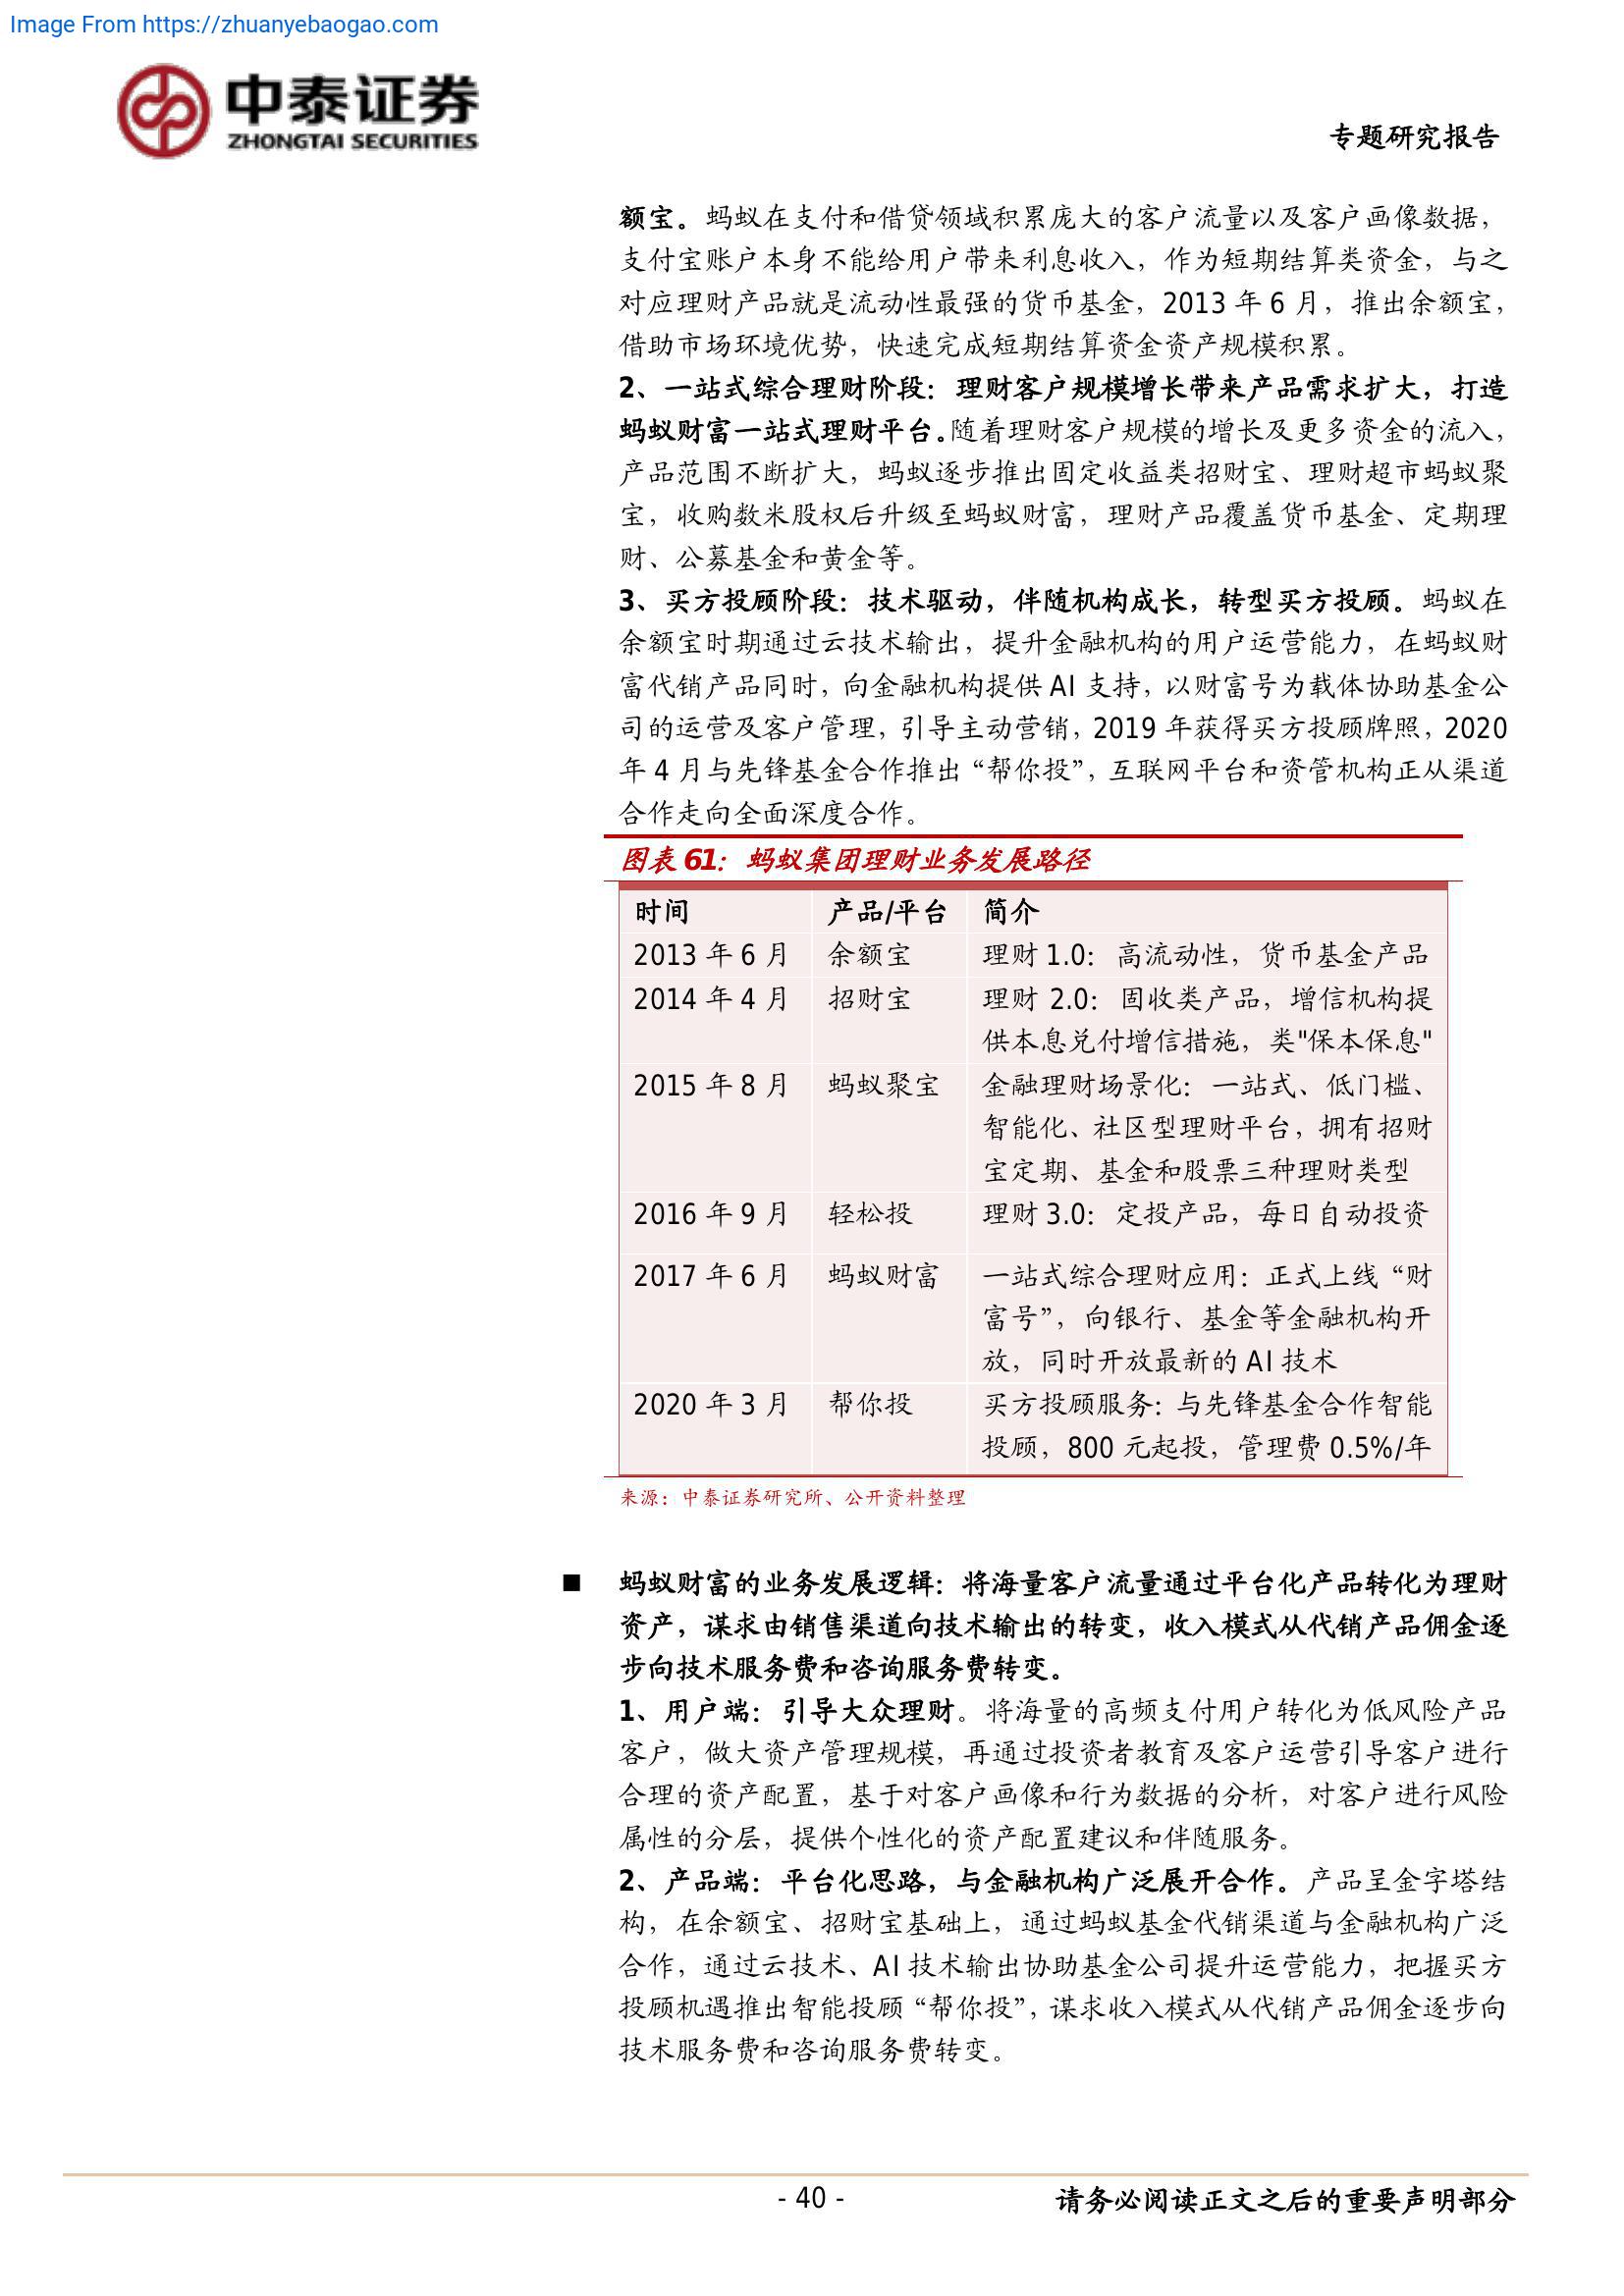 Image From https://zhuanyebaogao.com
中泰证券
ZHONGTAI SECURITIES
专题研究报告
额宝。蚂蚁在支付和借贷领域积累庞大的客户流量以及客户画像数据，
支付宝账户本身不能给用户带来利息收入，作为短期结算类资金，与之
对应理财产品就是流动性最强的货币基金，2013 年 6 月，推出余额宝，
借助市场环境优势，快速完成短期结算资金资产规模积累。
2、一站式综合理财阶段：理财客户规模增长带来产品需求扩大，打造
蚂蚁财富一站式理财平台。随着理财客户规模的增长及更多资金的流入，
产品范围不断扩大，蚂蚁逐步推出固定收益类招财宝、理财超市蚂蚁聚
宝，收购数米股权后升级至蚂蚁财富，理财产品覆盖货币基金、定期理
财、公募基金和黄金等。
3、买方投顾阶段：技术驱动，伴随机构成长，转型买方投顾。蚂蚁在
余额宝时期通过云技术输出，提升金融机构的用户运营能力，在蚂蚁财
富代销产品同时，向金融机构提供 AI 支持，以财富号为载体协助基金公
司的运营及客户管理，引导主动营销，2019 年获得买方投顾牌照，2020
年 4 月与先锋基金合作推出“帮你投”，互联网平台和资管机构正从渠道
合作走向全面深度合作。
图表 61：蚂蚁集团理财业务发展路径
时间 产品/平台 简介
2013 年 6 月 余额宝 理财 1.0：高流动性，货币基金产品
2014 年 4 月 招财宝 理财 2.0：固收类产品，增信机构提
供本息兑付增信措施，类"保本保息"
2015 年 8 月 蚂蚁聚宝 金融理财场景化：一站式、低门槛、
智能化、社区型理财平台，拥有招财
宝定期、基金和股票三种理财类型
2016 年 9 月 轻松投 理财 3.0：定投产品，每日自动投资
2017 年 6 月 蚂蚁财富 一站式综合理财应用：正式上线“财
富号”，向银行、基金等金融机构开
放，同时开放最新的 AI 技术
2020 年 3 月 帮你投 买方投顾服务：与先锋基金合作智能
投顾，800 元起投，管理费 0.5%/年
来源：中泰证券研究所、公开资料整理
■ 蚂蚁财富的业务发展逻辑：将海量客户流量通过平台化产品转化为理财
资产，谋求由销售渠道向技术输出的转变，收入模式从代销产品佣金逐
步向技术服务费和咨询服务费转变。
1、用户端：引导大众理财。将海量的高频支付用户转化为低风险产品
客户，做大资产管理规模，再通过投资者教育及客户运营引导客户进行
合理的资产配置，基于对客户画像和行为数据的分析，对客户进行风险
属性的分层，提供个性化的资产配置建议和伴随服务。
2、产品端：平台化思路，与金融机构广泛展开合作。产品呈金字塔结
构，在余额宝、招财宝基础上，通过蚂蚁基金代销渠道与金融机构广泛
合作，通过云技术、AI 技术输出协助基金公司提升运营能力，把握买方
投顾机遇推出智能投顾“帮你投”，谋求收入模式从代销产品佣金逐步向
技术服务费和咨询服务费转变。
- 40 -
请务必阅读正文之后的重要声明部分